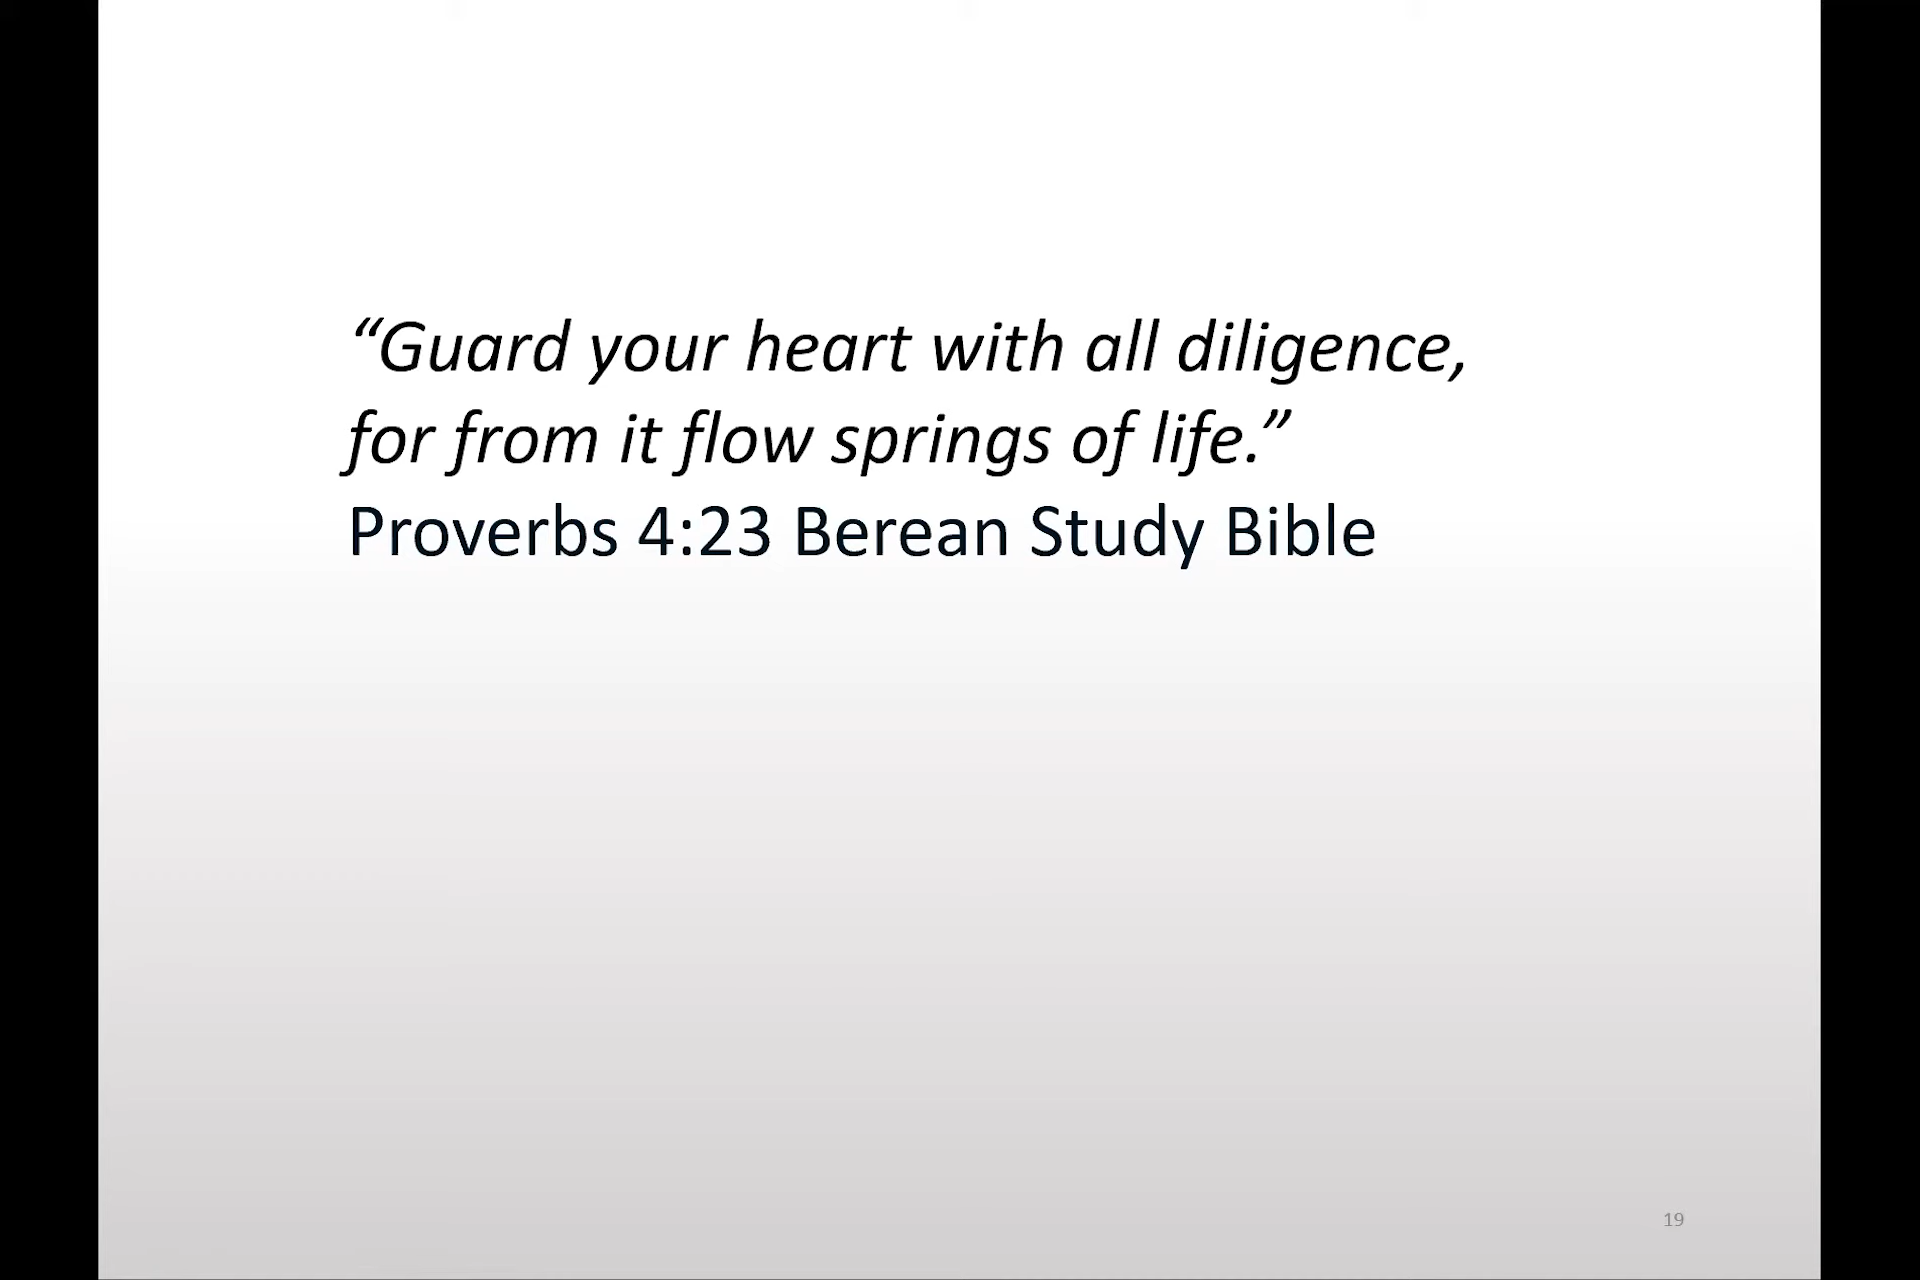 “Guard your heart with all diligence,
for from it flow springs of life.”
Proverbs 4:23 Berean Study Bible
19